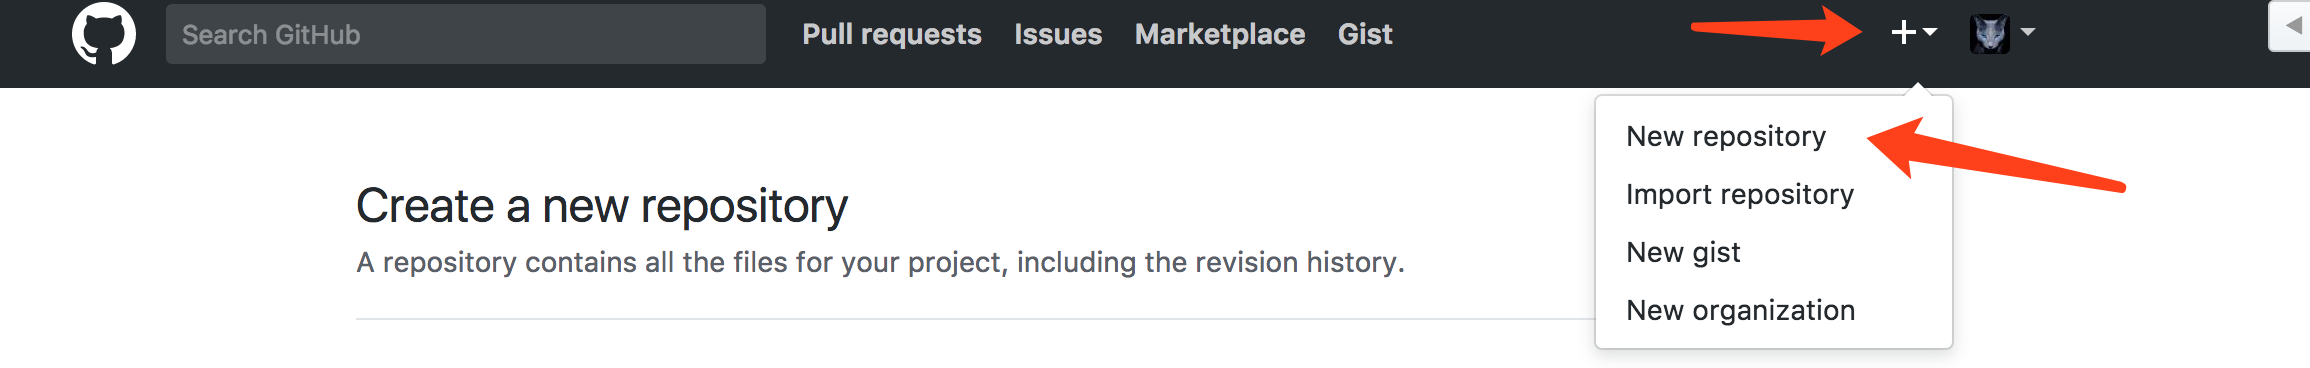 Search GitHub
Pull requests
Issues
Marketplace
Gist
New repository
Import repository
New gist
New organization
Create a new repository
A repository contains all the files for your project, including the revision history.